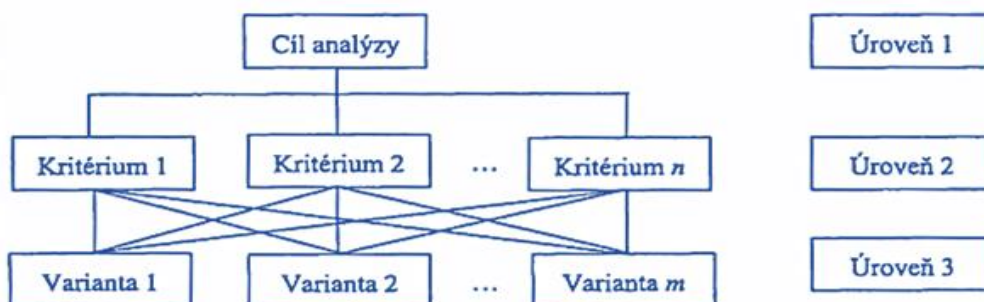 Cíl analýzy Úroveň 1
Kritérium 1 Kritérium 2 ... Kritérium n Úroveň 2
Varianta 1 Varianta 2 ... Varianta m Úroveň 3